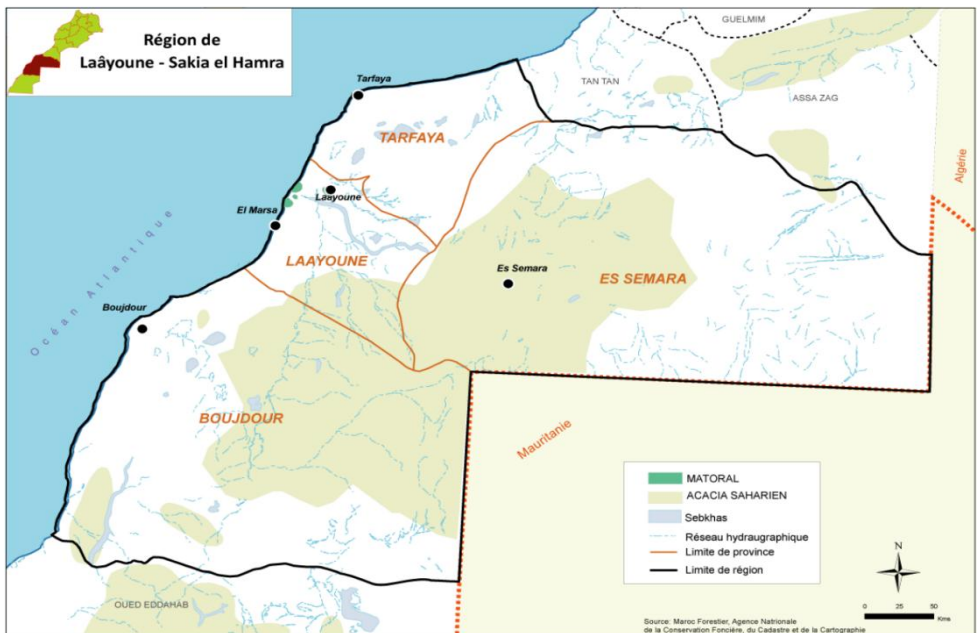 Région de
Laâyoune - Sakia el Hamra
GUELMIM
TAN TAN
ASSA ZAG
Tarfaya
TARFAYA
Algérie
Laayoune
El Marsa
Océan Atlantique
LAAYOUNE
Es Semara
ES SEMARA
Boujdour
BOUJDOUR
Mauritanie
MATORAL
ACACIA SAHARIEN
Sebkhas
Réseau hydraugraphique
Limite de province
Limite de région
N
0 25 50
Kms
OUED EDDAHAB
Source: Maroc Forestier, Agence Nationale
de la Conservation Foncière, du Cadastre et de la Cartographie